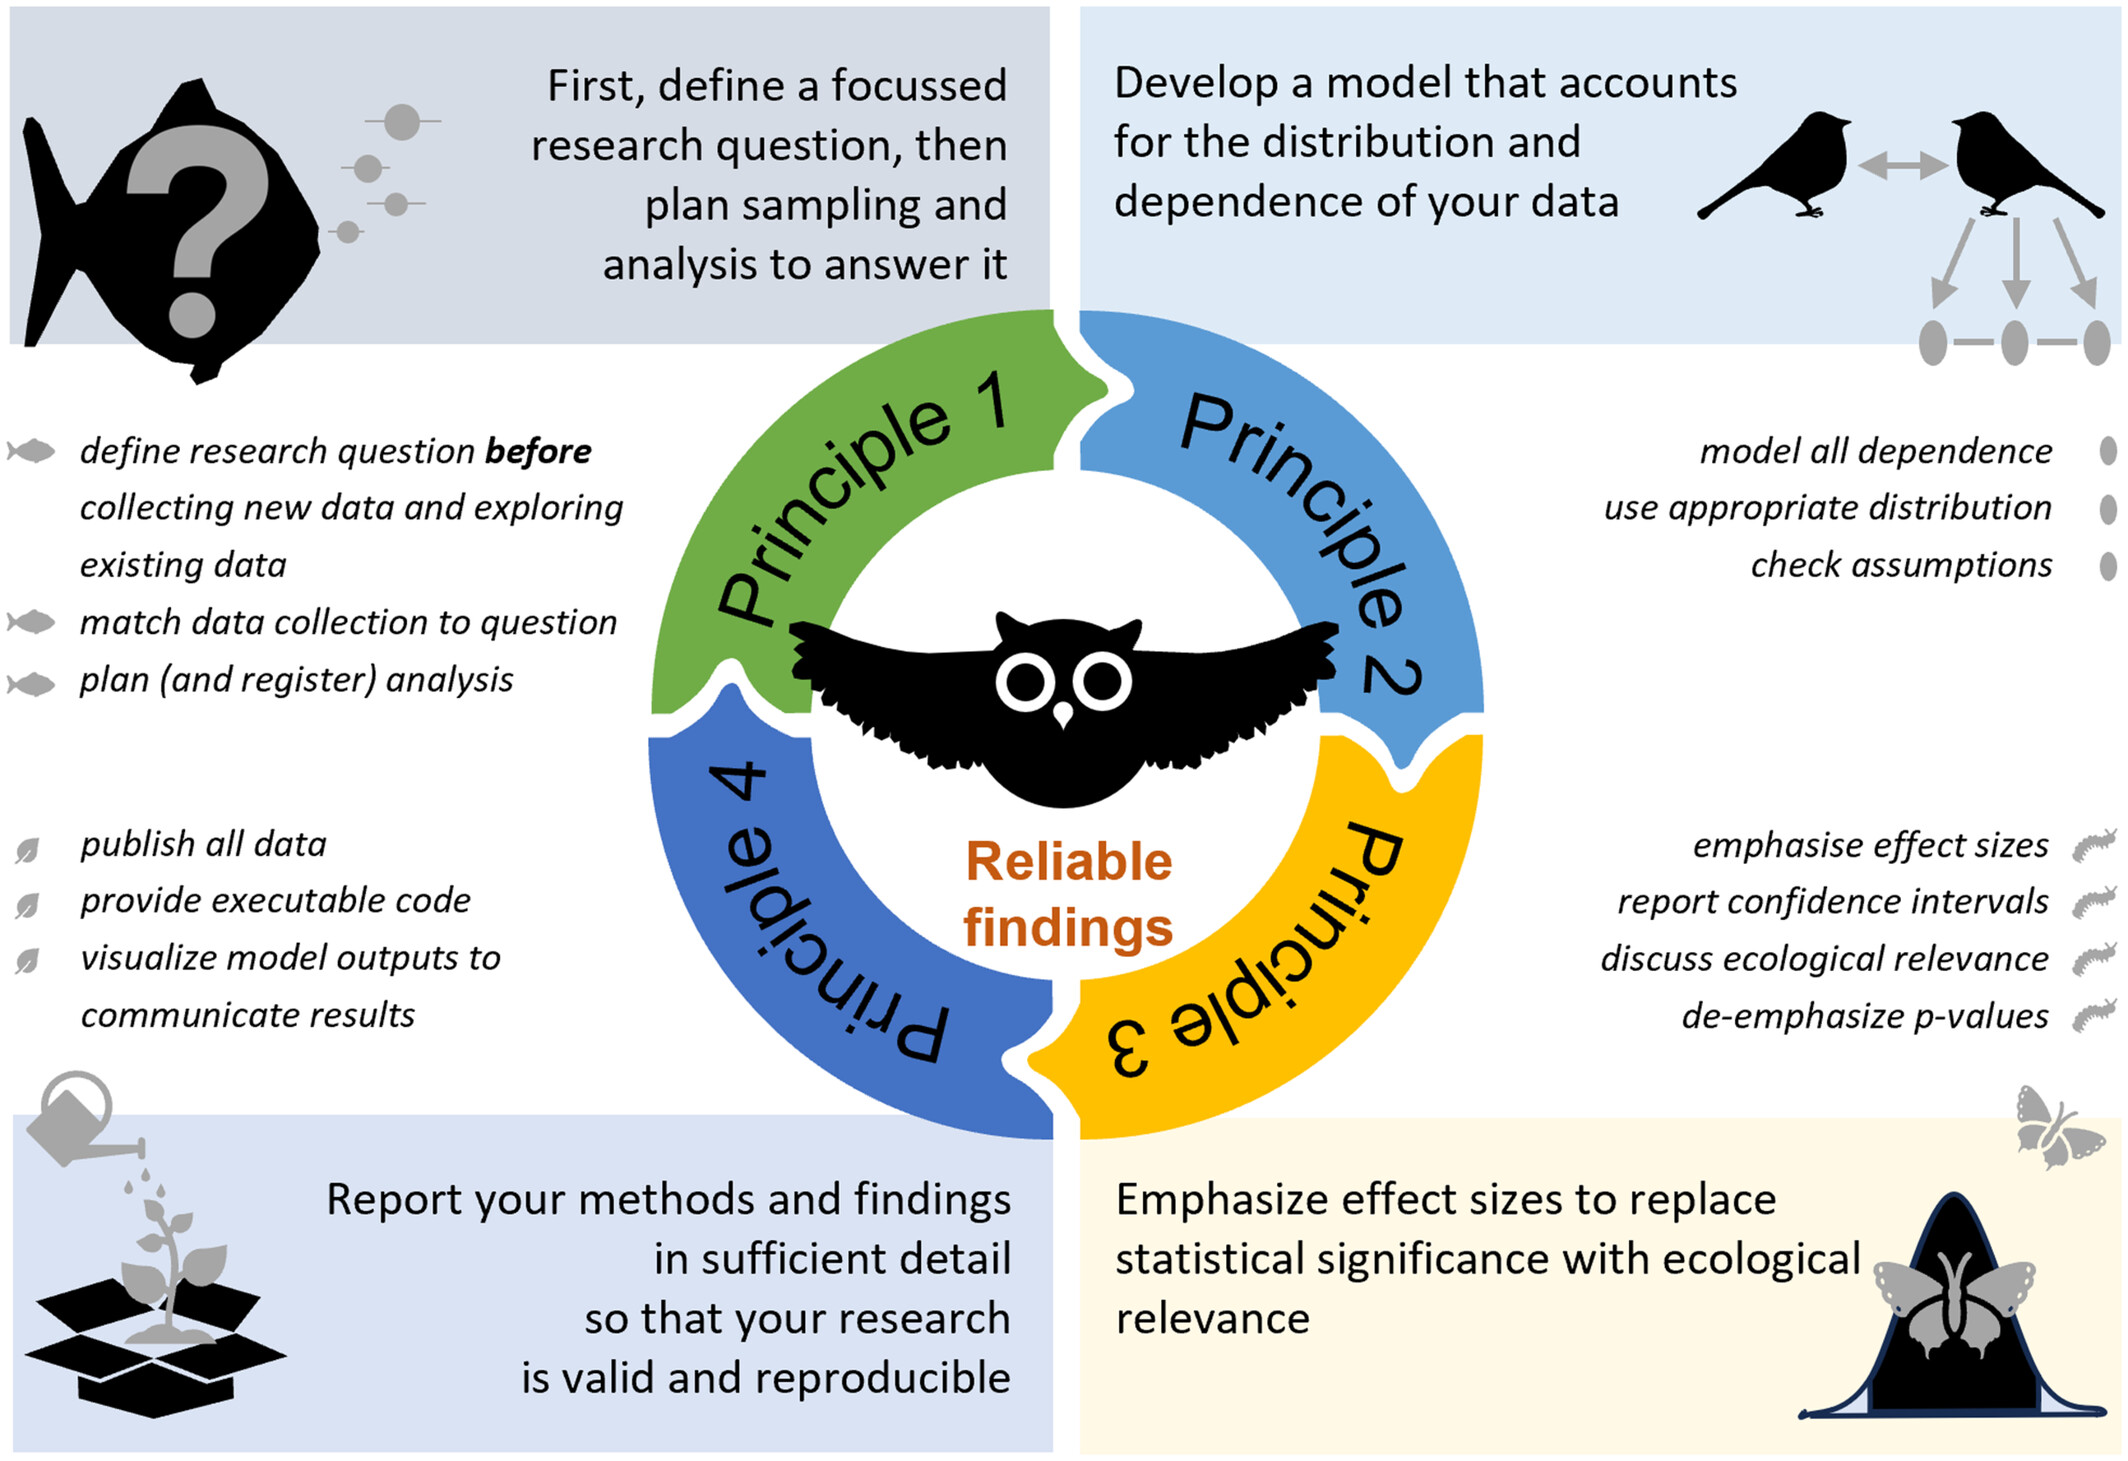 First, define a focussed
research question, then
plan sampling and
analysis to answer it
Develop a model that accounts
for the distribution and
dependence of your data
?
Principle 1
Principle 2
define research question before
collecting new data and exploring
existing data
match data collection to question
plan (and register) analysis
model all dependence
use appropriate distribution
check assumptions
Reliable
findings
Principle 4
Principle 3
publish all data
provide executable code
visualize model outputs to
communicate results
emphasise effect sizes
report confidence intervals
discuss ecological relevance
de-emphasize p-values
Report your methods and findings
in sufficient detail
so that your research
is valid and reproducible
Emphasize effect sizes to replace
statistical significance with ecological
relevance